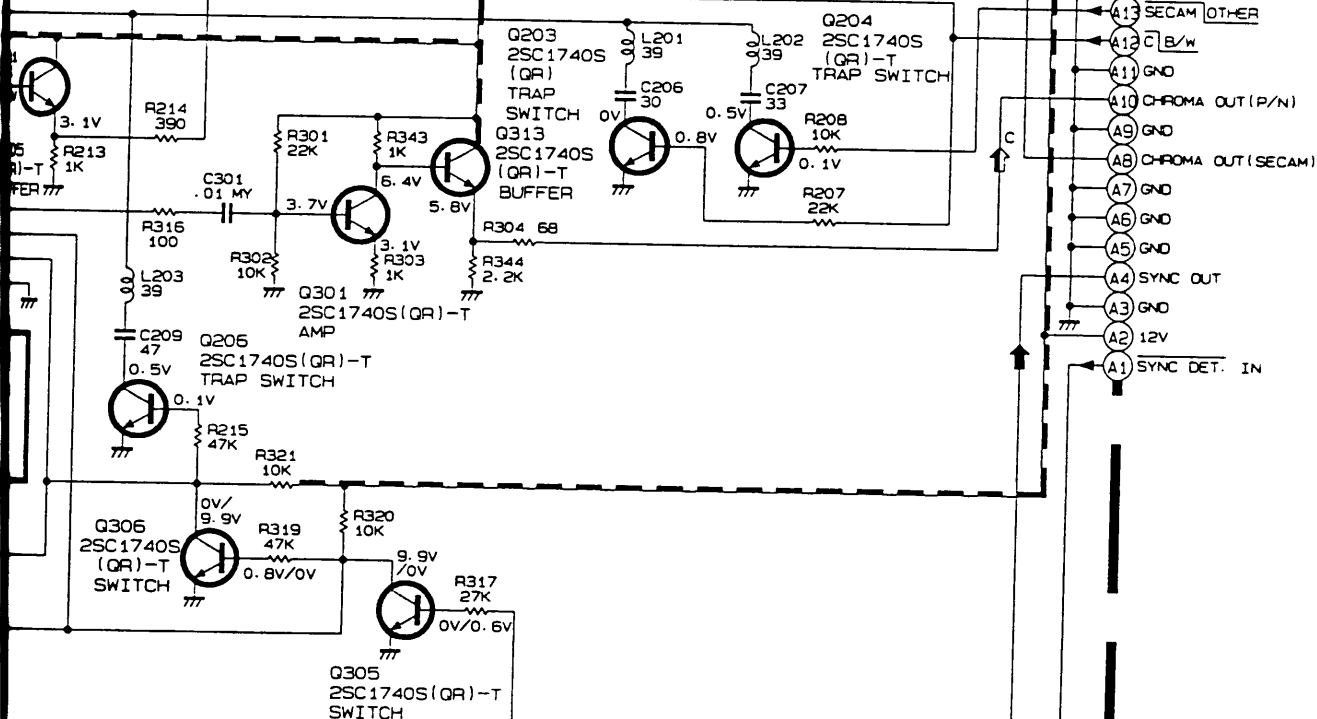 A13 SECAM OTHER
A12 C B/W
A11 GND
A10 CHROMA OUT(P/N)
A9 GND
A8 CHROMA OUT(SECAM)
A7 GND
A6 GND
A5 GND
A4 SYNC OUT
A3 GND
A2 12V
A1 SYNC DET. IN
Q203
2SC1740S
(QR)
TRAP
SWITCH
L201
39
C206
30
0V
0.8V
L202
39
C207
33
0.5V
Q204
2SC1740S
(QR)-T
TRAP SWITCH
R208
10K
0.1V
R207
22K
C
3.1V
R213
1K
)-T
FER
R214
390
R301
22K
R343
1K
6.4V
Q313
2SC1740S
(QR)-T
BUFFER
5.8V
C301
.01 MY
3.7V
R316
100
R302
10K
3.1V
R303
1K
R304 68
R344
2.2K
Q301
2SC1740S(QR)-T
AMP
L203
39
C209
47
0.5V
Q206
2SC1740S(QR)-T
TRAP SWITCH
0.1V
R215
47K
R321
10K
0V/
9.9V
Q306
2SC1740S
(QR)-T
SWITCH
R319
47K
0.8V/0V
R320
10K
9.9V
/0V
R317
27K
0V/0.6V
Q305
2SC1740S(QR)-T
SWITCH